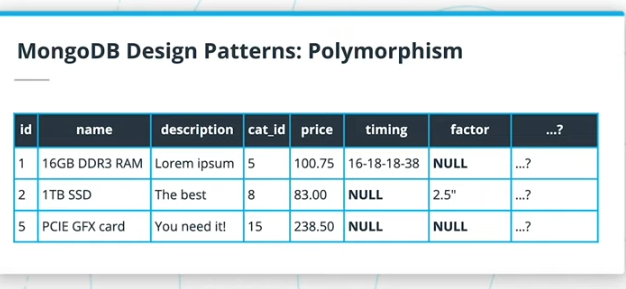 MongoDB Design Patterns: Polymorphism
id name description cat_id price timing factor ...?
1 16GB DDR3 RAM Lorem ipsum 5 100.75 16-18-18-38 NULL ...?
2 1TB SSD The best 8 83.00 NULL 2.5" ...?
5 PCIE GFX card You need it! 15 238.50 NULL NULL ...?